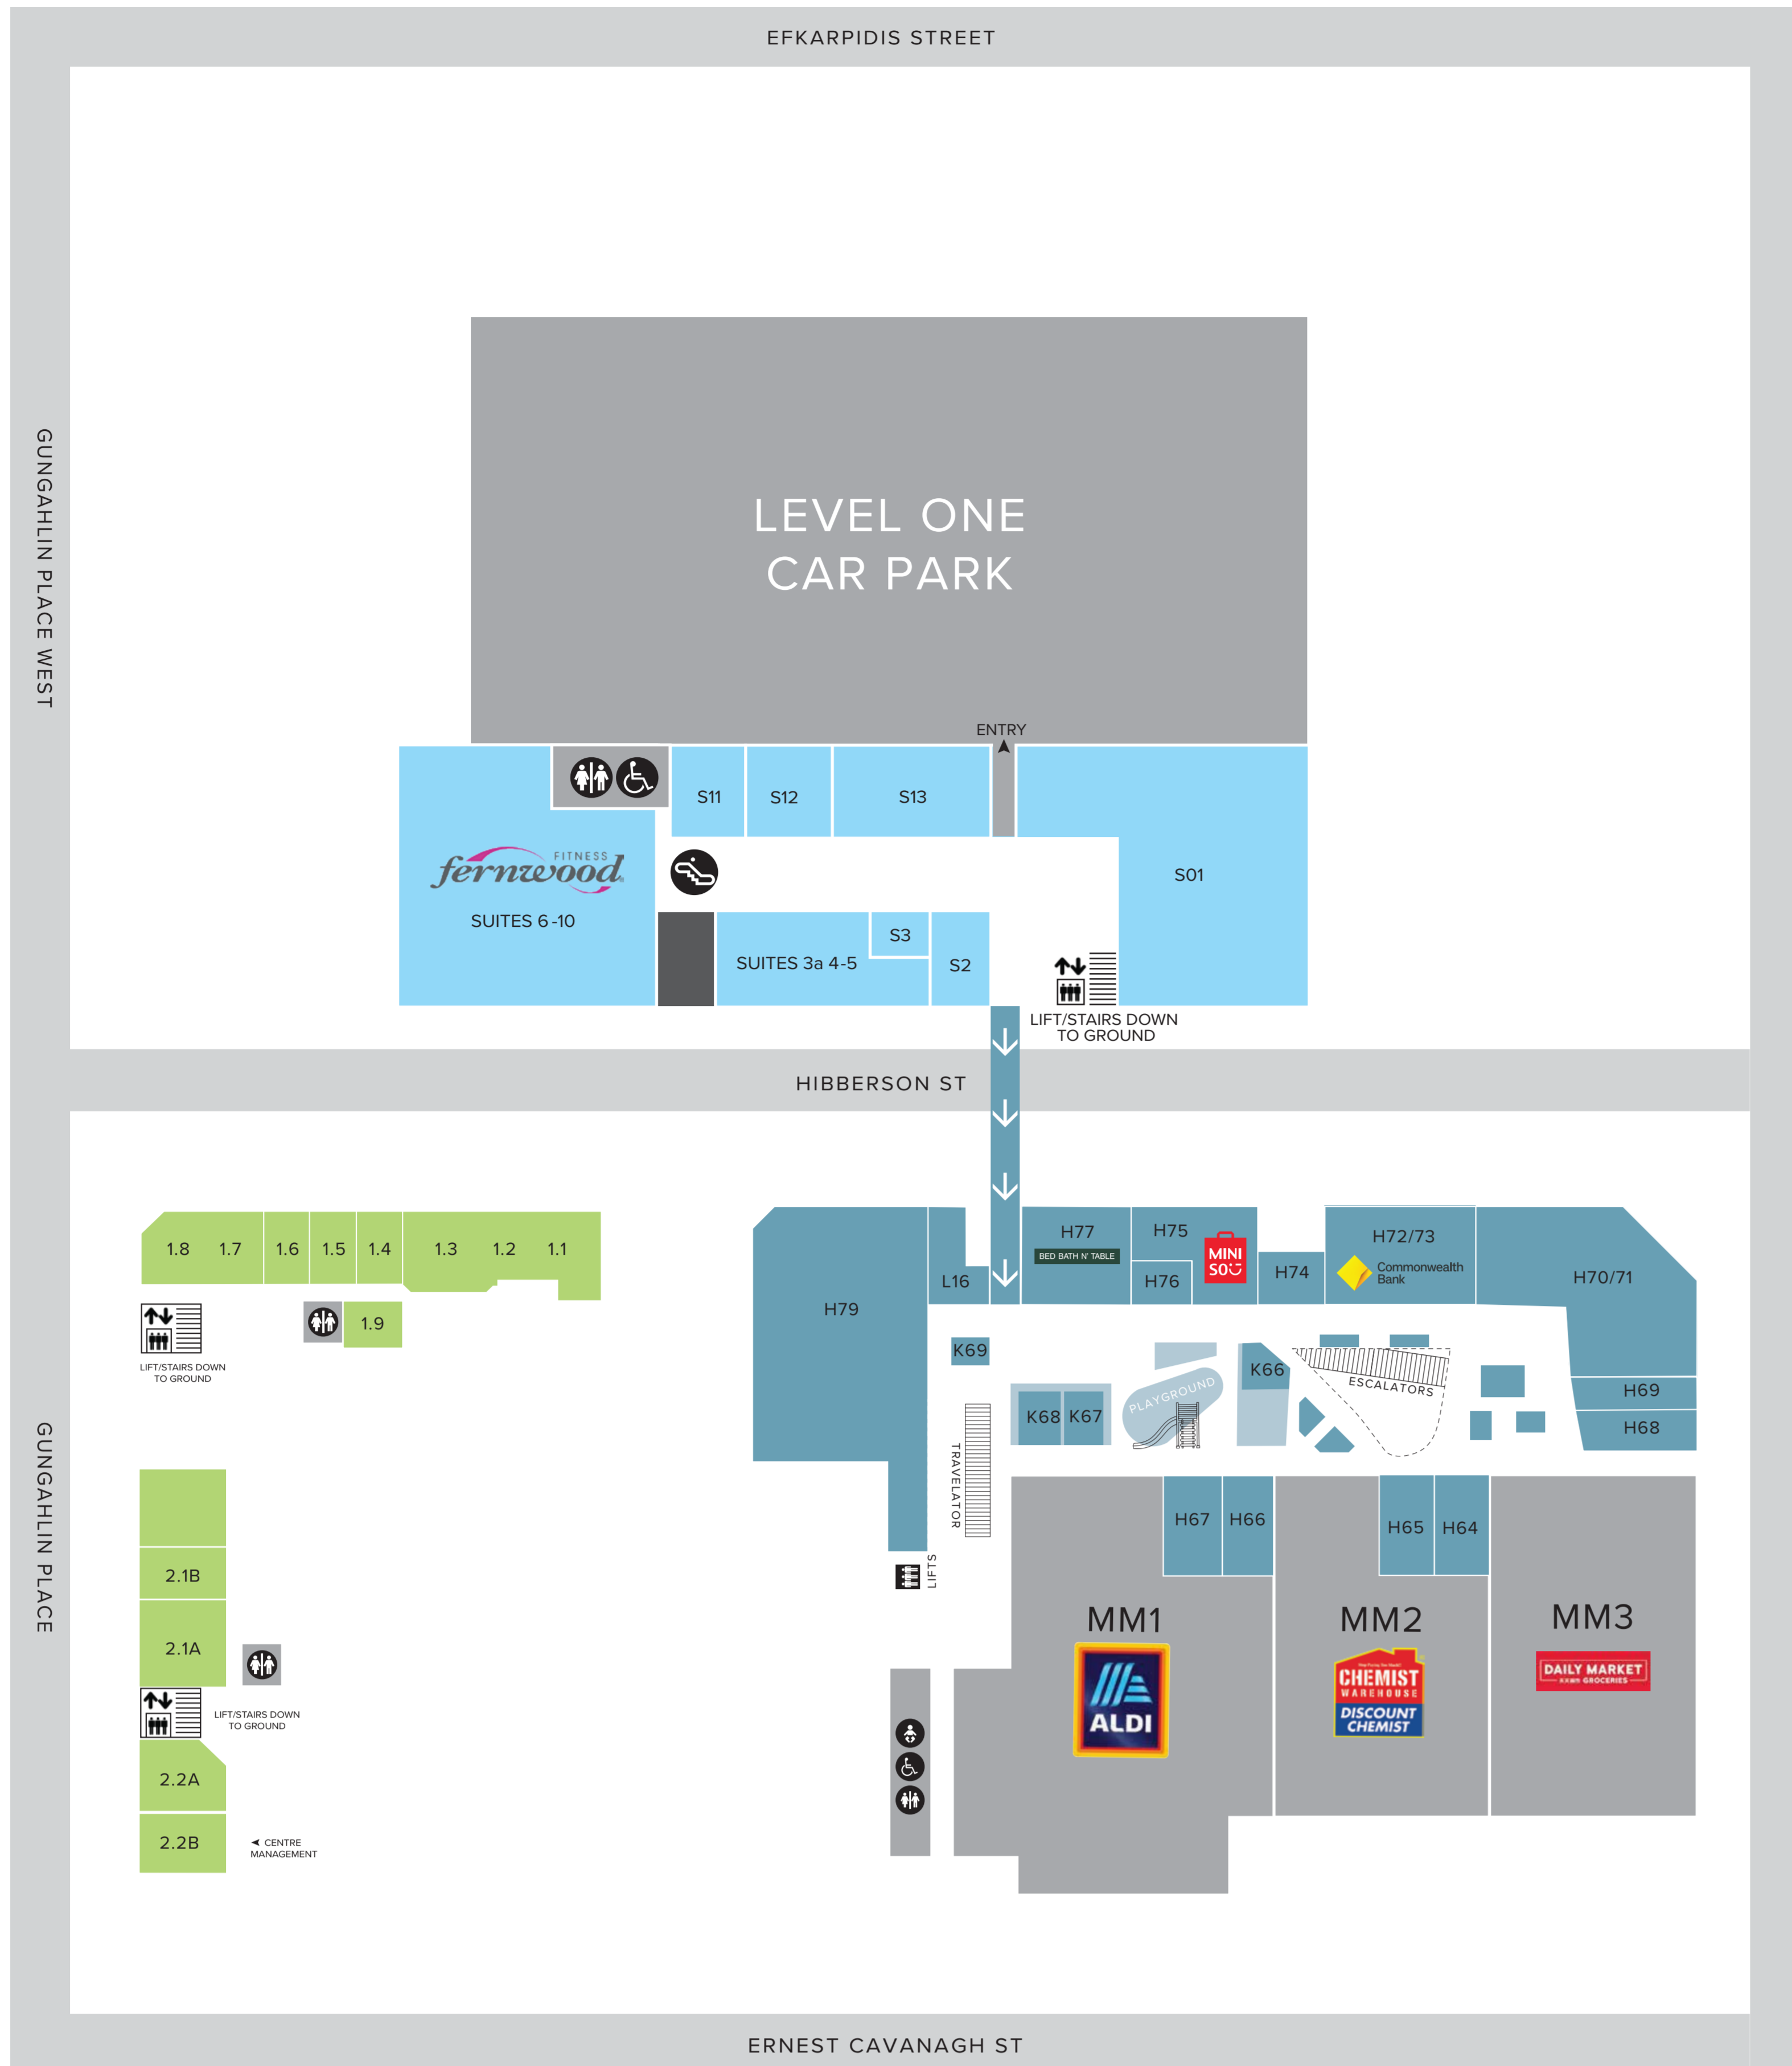 EFKARPIDIS STREET
GUNGAHLIN PLACE WEST
LEVEL ONE
CAR PARK
ENTRY
S11
S12
S13
S01
FITNESS
fernwood
SUITES 6-10
S3
SUITES 3a 4-5
S2
LIFT/STAIRS DOWN
TO GROUND
HIBBERSON ST
GUNGAHLIN PLACE
1.8
1.7
1.6
1.5
1.4
1.3
1.2
1.1
1.9
LIFT/STAIRS DOWN
TO GROUND
2.1B
2.1A
LIFT/STAIRS DOWN
TO GROUND
2.2A
2.2B
CENTRE
MANAGEMENT
H79
L16
H77
BED BATH N' TABLE
H75
H76
MINI
SO
H74
H72/73
Commonwealth
Bank
H70/71
K69
K68
K67
PLAYGROUND
K66
ESCALATORS
H69
H68
TRAVELATOR
LIFTS
H67
H66
H65
H64
MM1
ALDI
MM2
CHEMIST
WAREHOUSE
DISCOUNT
CHEMIST
MM3
DAILY MARKET
GROCERIES
ERNEST CAVANAGH ST